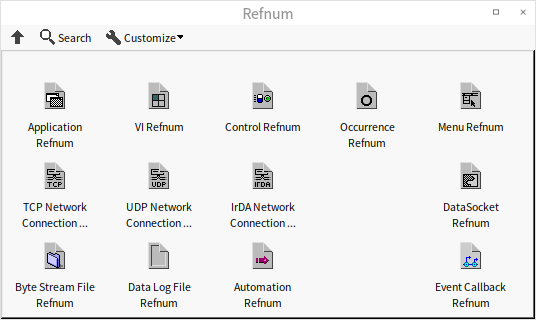 Refnum
Search
Customize
Application
Refnum
VI Refnum
Control Refnum
Occurrence
Refnum
Menu Refnum
TCP
TCP Network
Connection ...
UDP
UDP Network
Connection ...
IrDA
IrDA Network
Connection ...
DataSocket
Refnum
Byte Stream File
Refnum
Data Log File
Refnum
Automation
Refnum
Event Callback
Refnum